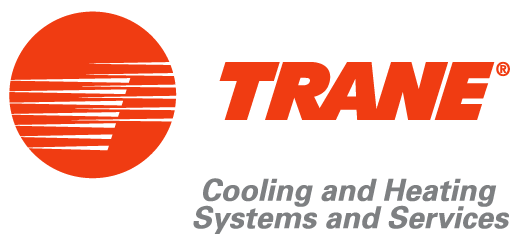 TRANE®
Cooling and Heating
Systems and Services